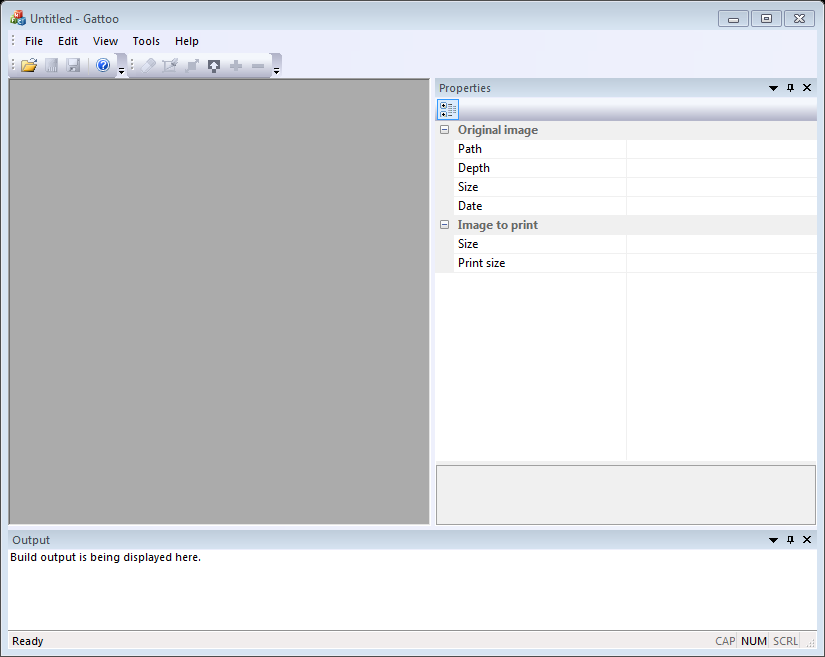 Untitled - Gattoo
File Edit View Tools Help
Properties
Original image
Path
Depth
Size
Date
Image to print
Size
Print size
Output
Build output is being displayed here.
Ready CAP NUM SCRL